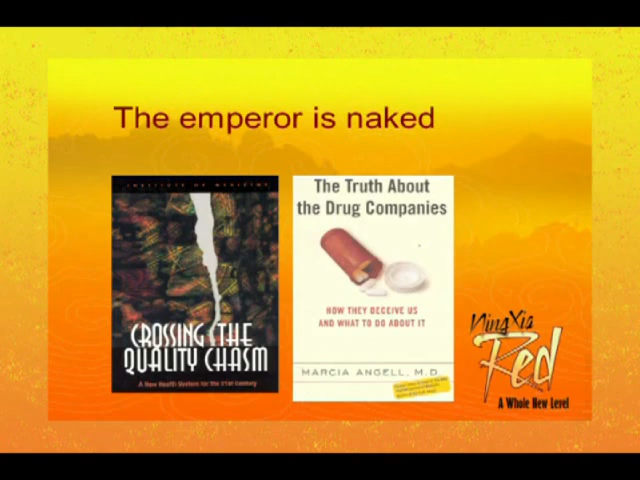 The emperor is naked
INSTITUTE OF MEDICINE
CROSSING THE
QUALITY CHASM
A New Health System for the 21st Century
The Truth About
the Drug Companies
HOW THEY DECEIVE US
AND WHAT TO DO ABOUT IT
MARCIA ANGELL, M.D.
NingXia
Red
A Whole New Level